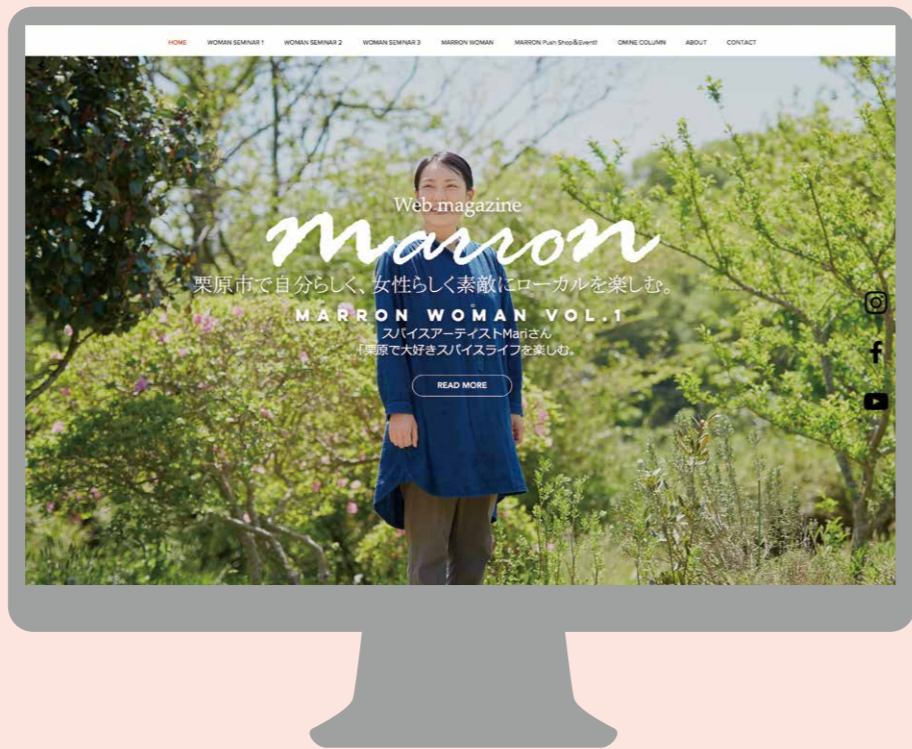 HOME WOMAN SEMINAR 1 WOMAN SEMINAR 2 WOMAN SEMINAR 3 MARRON WOMAN MARRON Push Shop&Event!! OMINE COLUMN ABOUT CONTACT
Web magazine
marron
栗原市で自分らしく、女性らしく素敵にローカルを楽しむ。
MARRON WOMAN VOL.1
スパイスアーティストMariさん
「栗原で大好きスパイスライフを楽しむ。
READ MORE